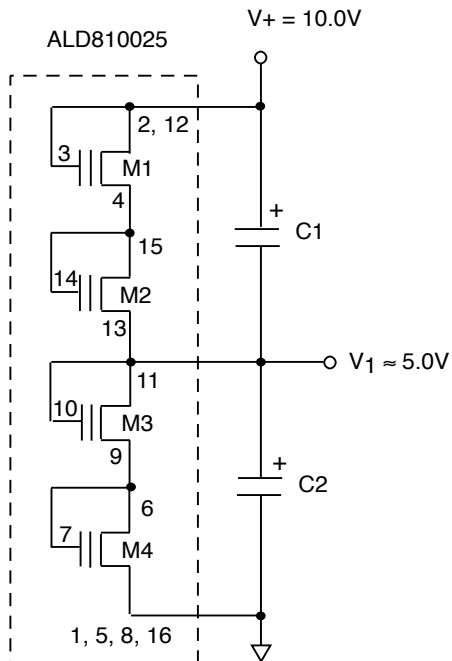 V+ = 10.0V
ALD810025
2, 12
3
M1
4
+
C1
15
14
M2
13
V1 ≈ 5.0V
11
10
M3
9
+
C2
6
7
M4
1, 5, 8, 16